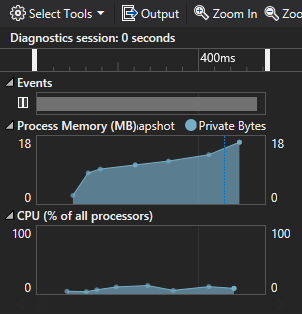 Select Tools Output Zoom In Zoo
Diagnostics session: 0 seconds
400ms
Events
Process Memory (MB) apshot Private Bytes
18 18
0 0
CPU (% of all processors)
100 100
0 0